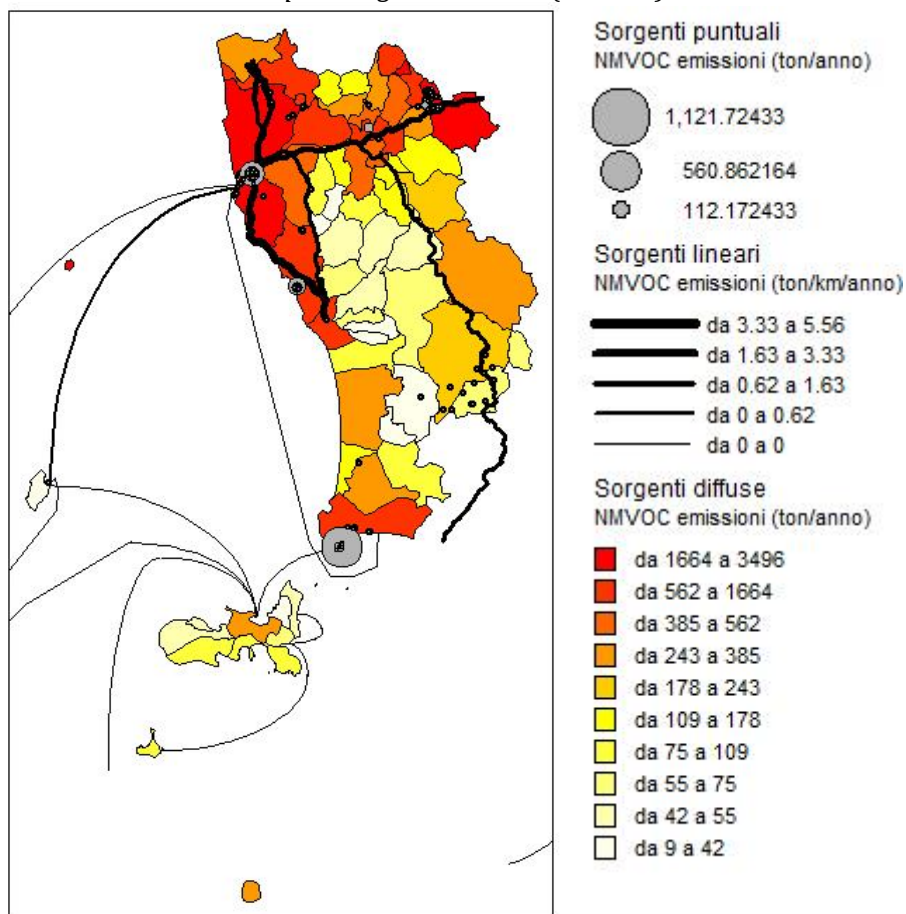 Sorgenti puntuali
NMVOC emissioni (ton/anno)
1,121.72433
560.862164
112.172433
Sorgenti lineari
NMVOC emissioni (ton/km/anno)
da 3.33 a 5.56
da 1.63 a 3.33
da 0.62 a 1.63
da 0 a 0.62
da 0 a 0
Sorgenti diffuse
NMVOC emissioni (ton/anno)
da 1664 a 3496
da 562 a 1664
da 385 a 562
da 243 a 385
da 178 a 243
da 109 a 178
da 75 a 109
da 55 a 75
da 42 a 55
da 9 a 42